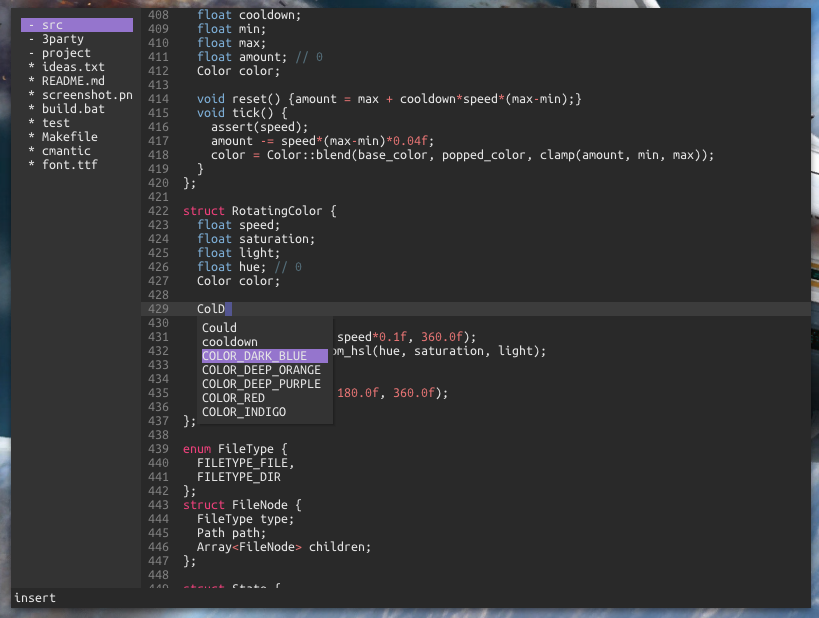 - src
- 3party
- project
* ideas.txt
* README.md
* screenshot.pn
* build.bat
* test
* Makefile
* cmantic
* font.ttf
408 float cooldown;
409 float min;
410 float max;
411 float amount; // 0
412 Color color;
413
414 void reset() {amount = max + cooldown*speed*(max-min);}
415 void tick() {
416 assert(speed);
417 amount -= speed*(max-min)*0.04f;
418 color = Color::blend(base_color, popped_color, clamp(amount, min, max));
419 }
420 };
421
422 struct RotatingColor {
423 float speed;
424 float saturation;
425 float light;
426 float hue; // 0
427 Color color;
428
429 ColD
430
431 speed*0.1f, 360.0f);
432 om_hsl(hue, saturation, light);
433
434
435 180.0f, 360.0f);
436
437 };
Could
cooldown
COLOR_DARK_BLUE
COLOR_DEEP_ORANGE
COLOR_DEEP_PURPLE
COLOR_RED
COLOR_INDIGO
438
439 enum FileType {
440 FILETYPE_FILE,
441 FILETYPE_DIR
442 };
443 struct FileNode {
444 FileType type;
445 Path path;
446 Array<FileNode> children;
447 };
448
449 struct State {
insert